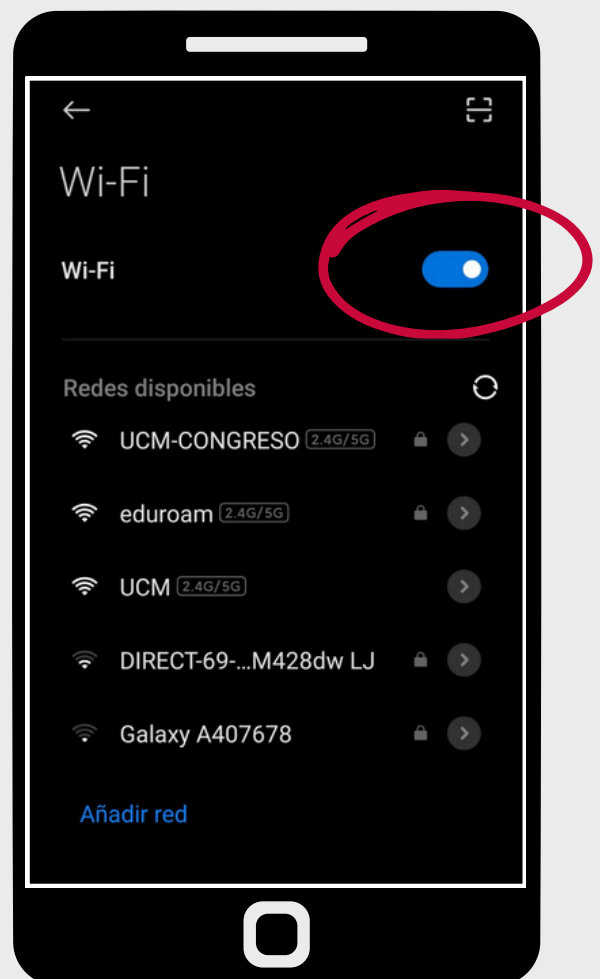 Wi-Fi
Wi-Fi
Redes disponibles
UCM-CONGRESO 2.4G/5G
eduroam 2.4G/5G
UCM 2.4G/5G
DIRECT-69-...M428dw LJ
Galaxy A407678
Añadir red